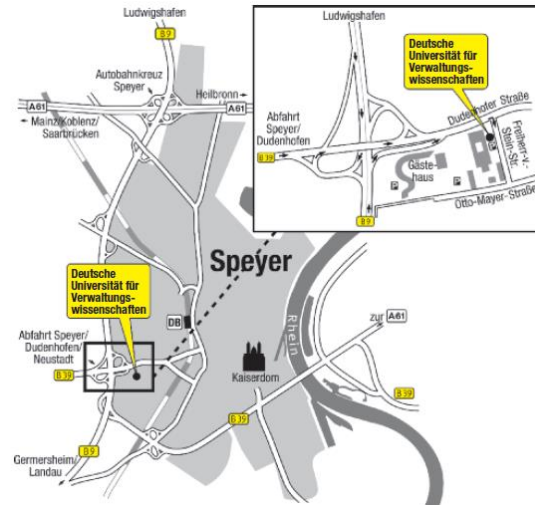 Ludwigshafen
B9
Autobahnkreuz
Speyer
Heilbronn
A61
A61
Mainz/Koblenz/
Saarbrücken
Ludwigshafen
Deutsche
Universität für
Verwaltungs-
wissenschaften
Dudenhofer Straße
Abfahrt
Speyer/
Dudenhofen
B39
Gäste-
haus
P
P
P
Freiherr-v.-
Stein-Str.
Otto-Mayer-Straße
B9
Speyer
Deutsche
Universität für
Verwaltungs-
wissenschaften
DB
Rhein
zur A61
Abfahrt Speyer/
Dudenhofen/
Neustadt
B39
Kaiserdom
B39
B39
B9
Germersheim/
Landau